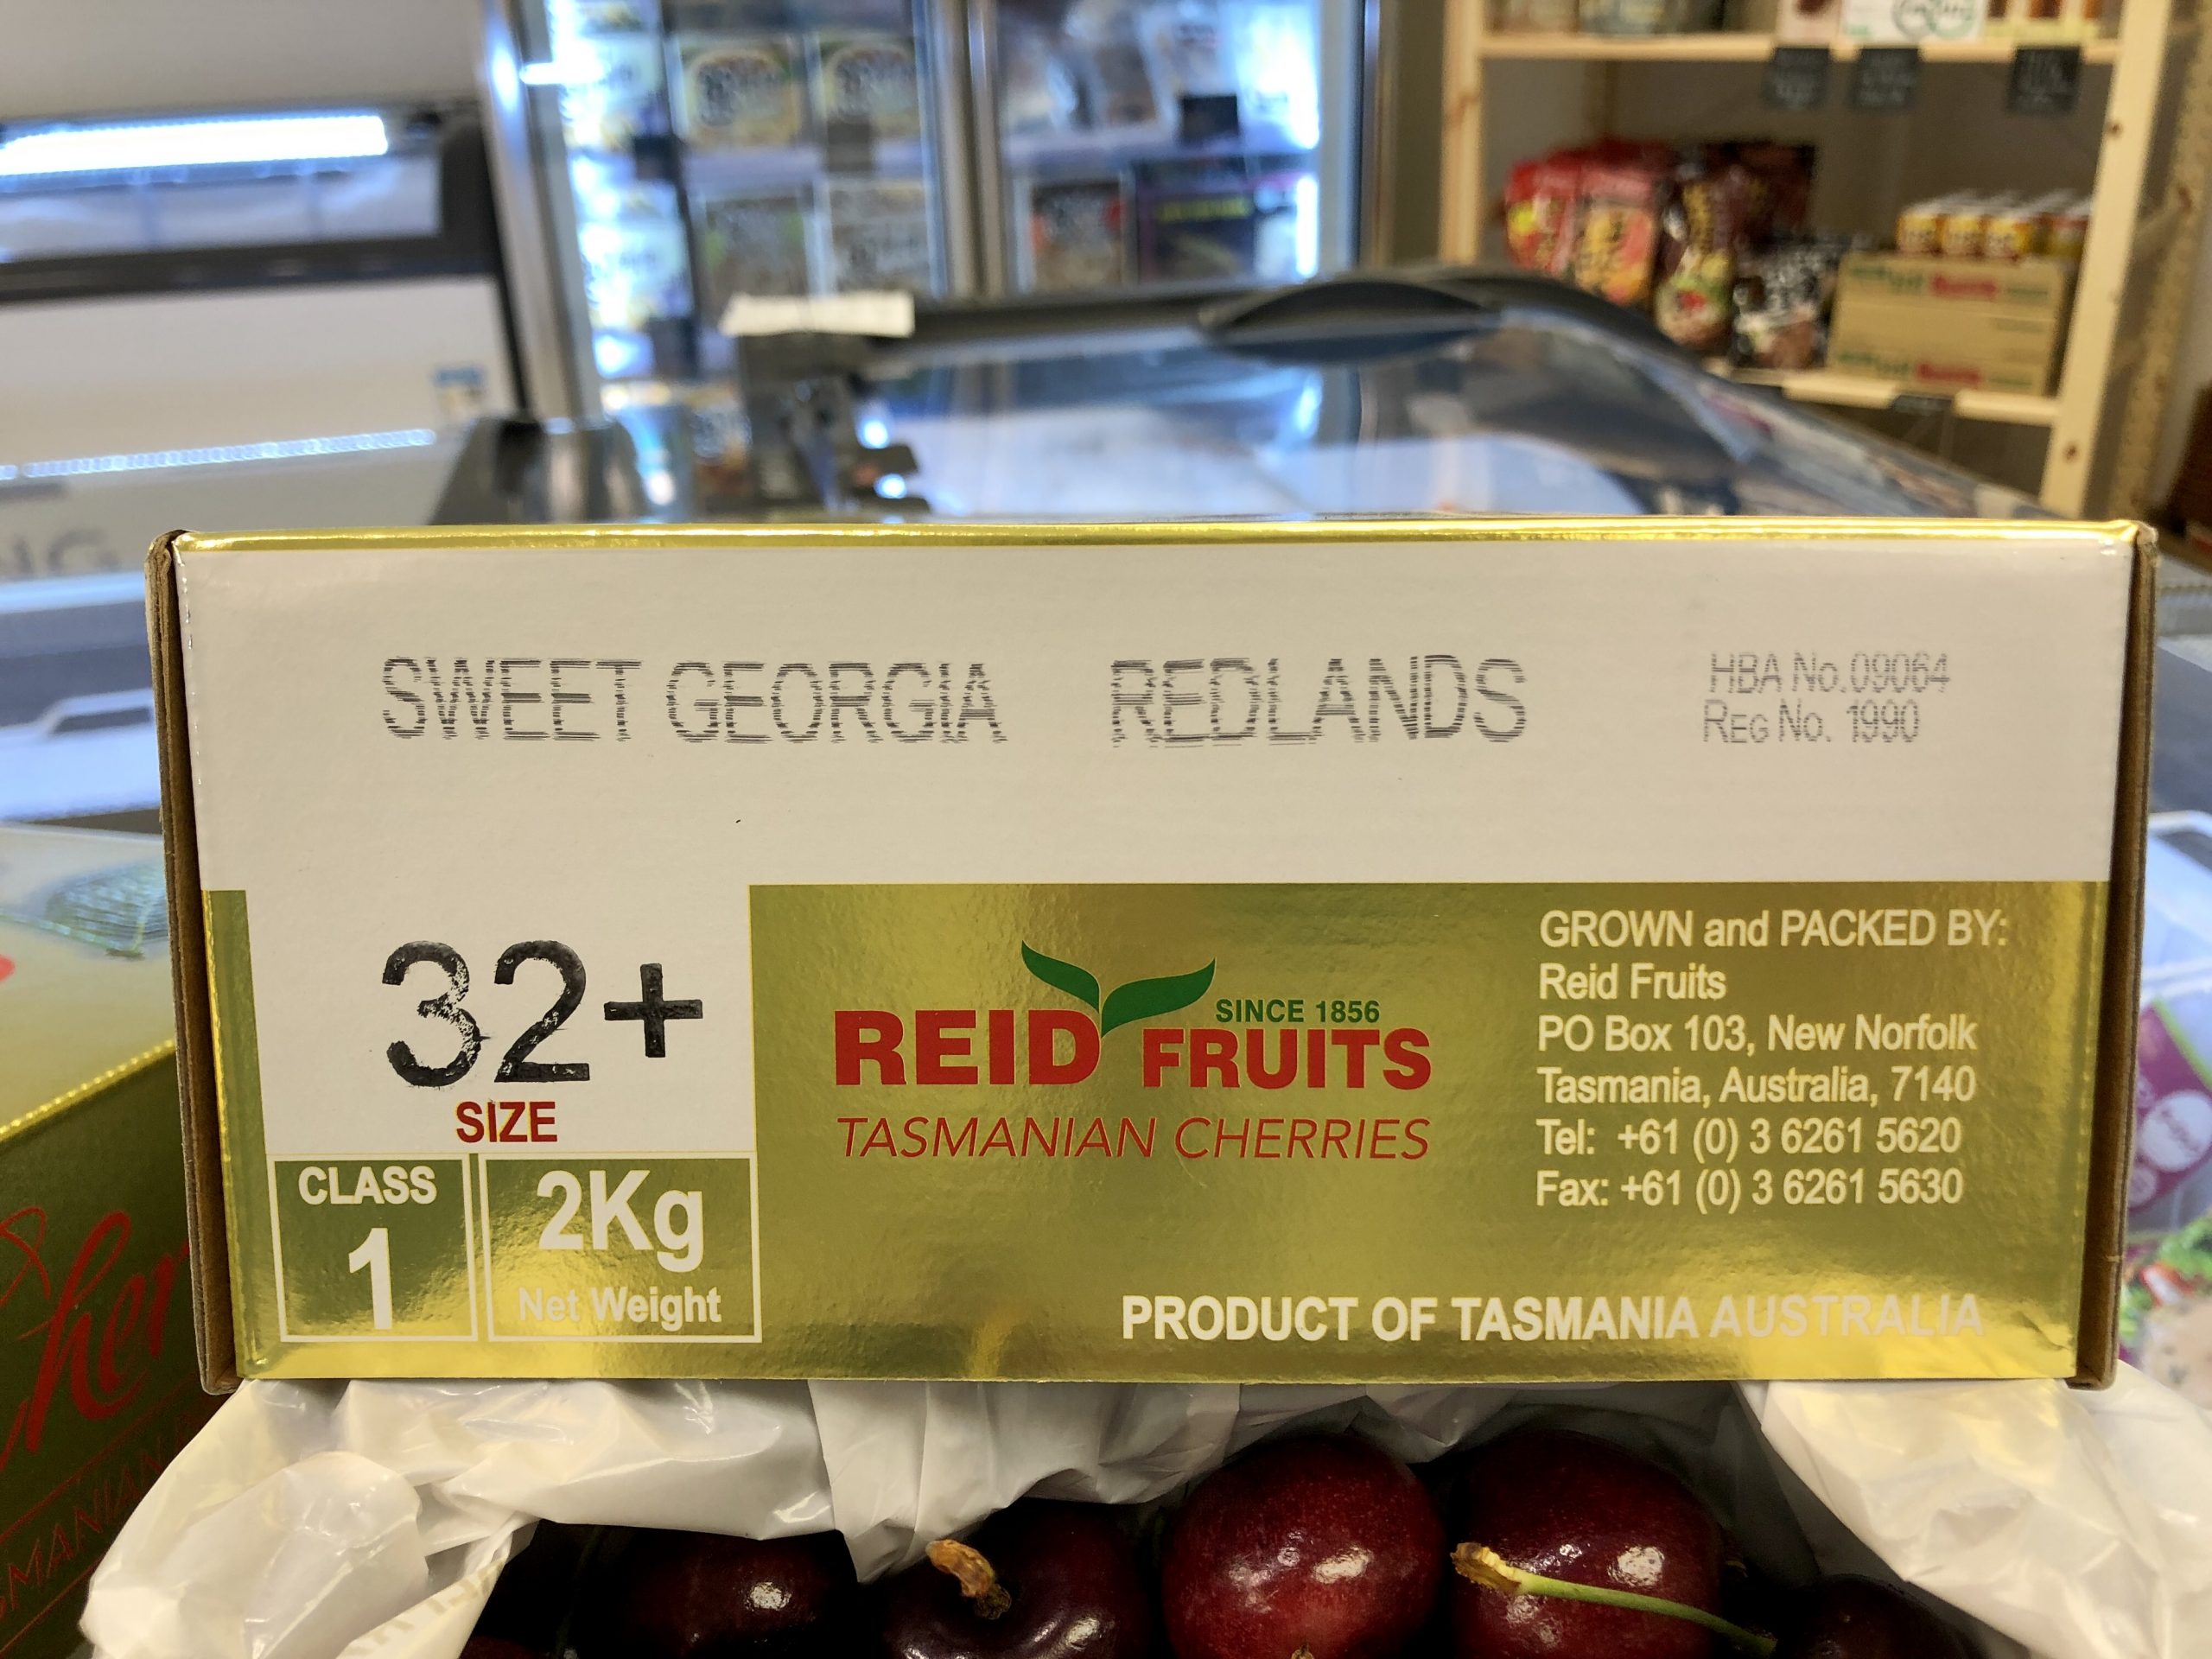 SWEET GEORGIA REDLANDS
HBA No.09064
REG No. 1990
32+
SIZE
CLASS
1
2Kg
Net Weight
SINCE 1856
REID FRUITS
TASMANIAN CHERRIES
GROWN and PACKED BY:
Reid Fruits
PO Box 103, New Norfolk
Tasmania, Australia, 7140
Tel: +61 (0) 3 6261 5620
Fax: +61 (0) 3 6261 5630
PRODUCT OF TASMANIA AUSTRALIA